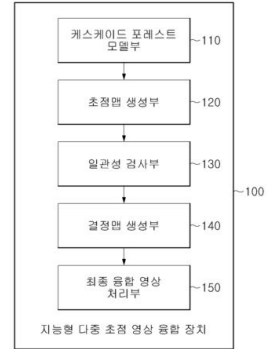 케스케이드 포레스트
모델부
110
초점맵 생성부
120
일관성 검사부
130
100
결정맵 생성부
140
최종 융합 영상
처리부
150
지능형 다중 초점 영상 융합 장치